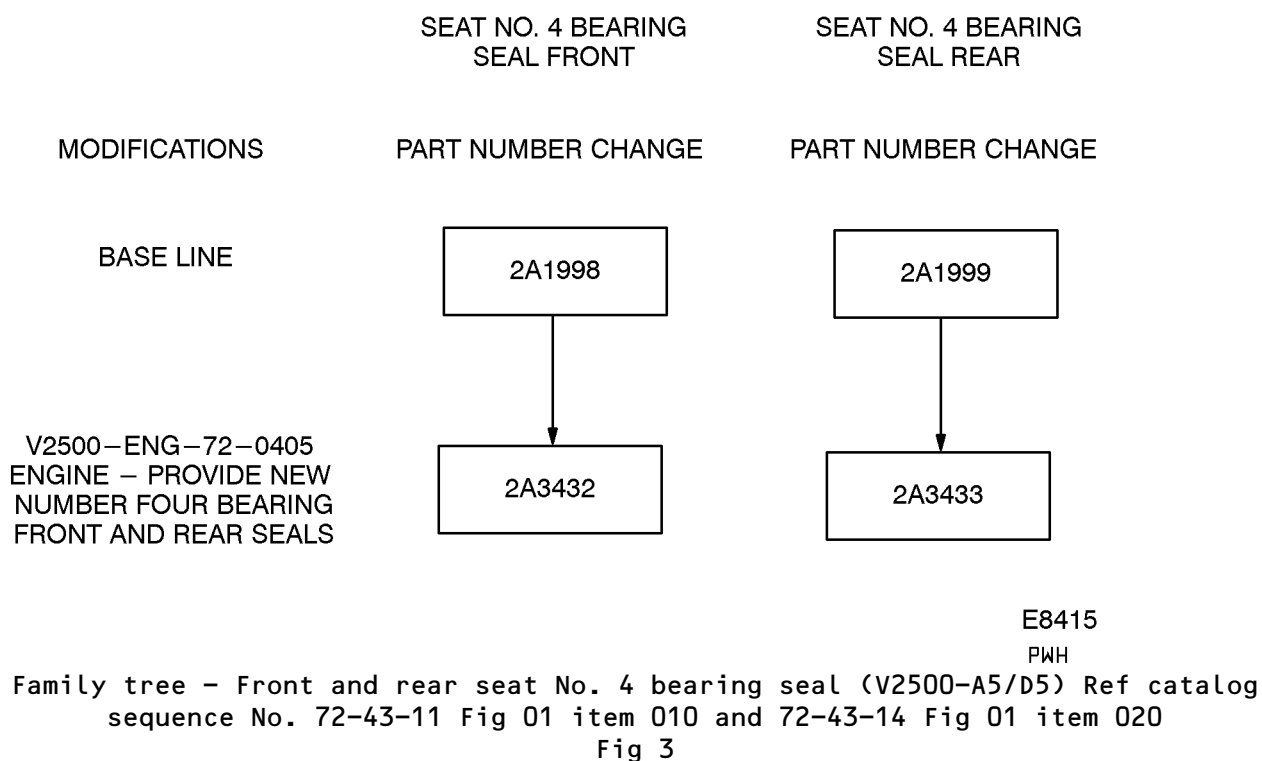 SEAT NO. 4 BEARING
SEAL FRONT
SEAT NO. 4 BEARING
SEAL REAR
MODIFICATIONS
PART NUMBER CHANGE
PART NUMBER CHANGE
BASE LINE
2A1998
2A1999
V2500-ENG-72-0405
ENGINE - PROVIDE NEW
NUMBER FOUR BEARING
FRONT AND REAR SEALS
2A3432
2A3433
E8415
PWH
Family tree - Front and rear seat No. 4 bearing seal (V2500-A5/D5) Ref catalog
sequence No. 72-43-11 Fig 01 item 010 and 72-43-14 Fig 01 item 020
Fig 3